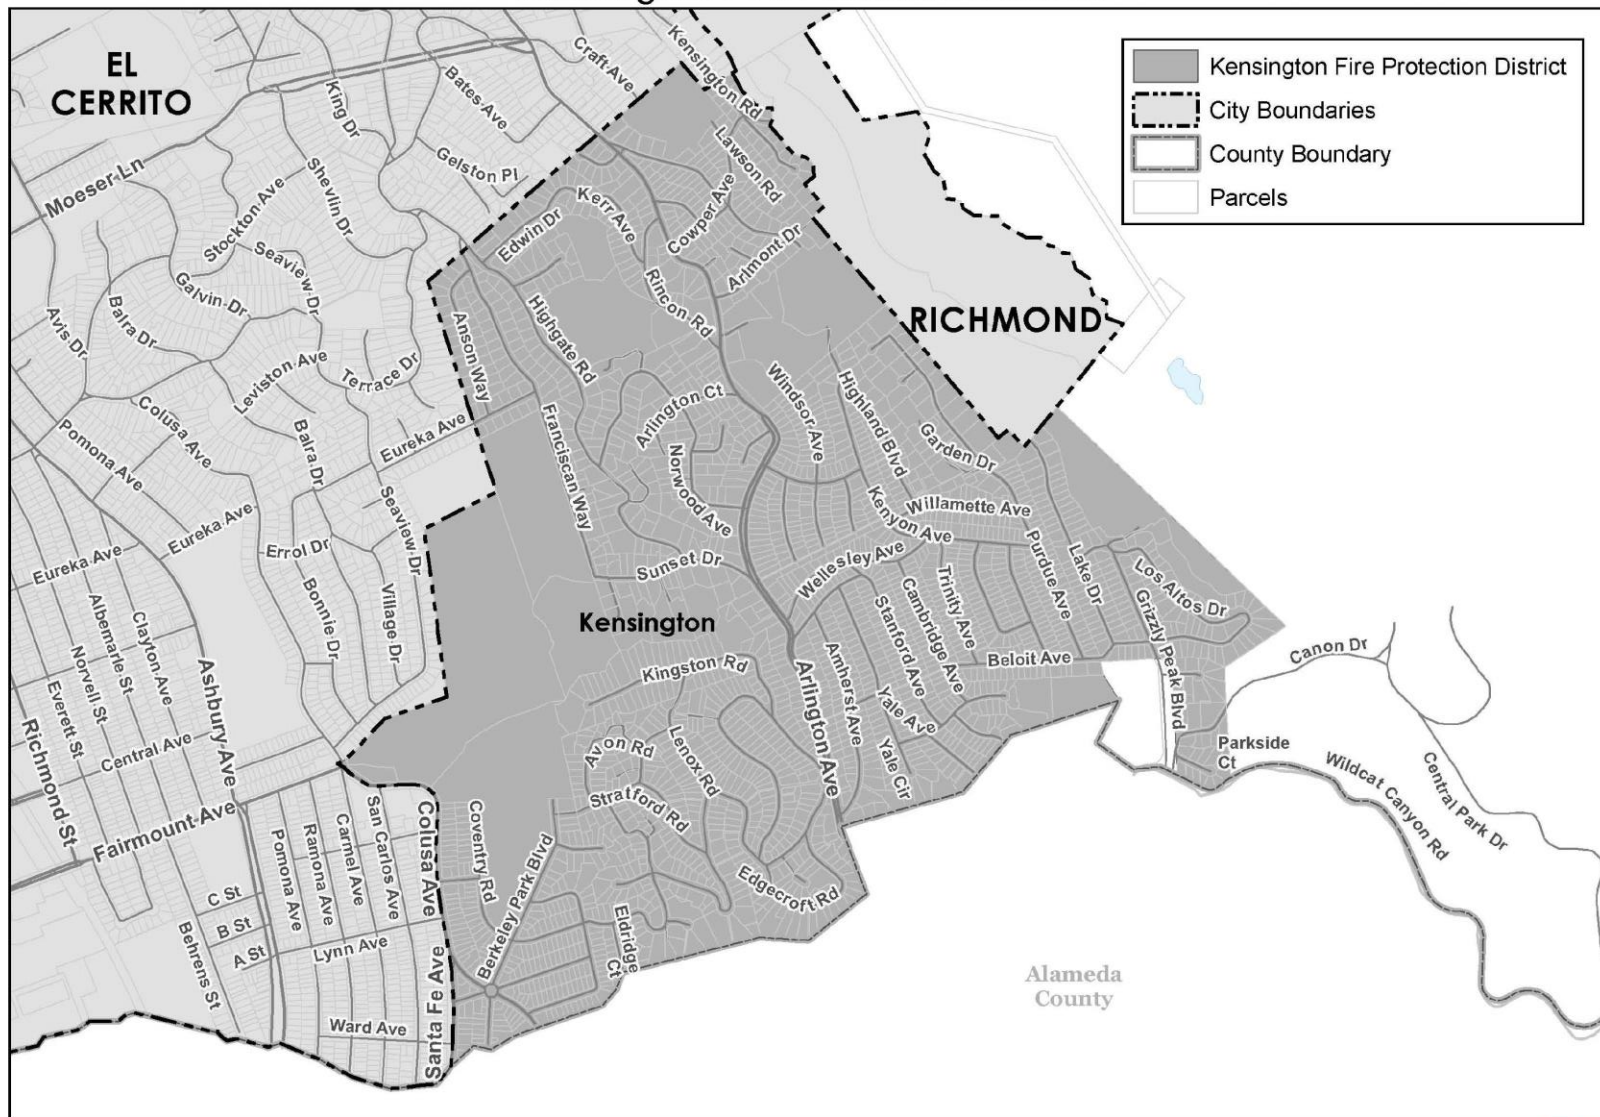 EL
CERRITO
Kensington Fire Protection District
City Boundaries
County Boundary
Parcels
Craft Ave
Kensington Rd
Bates Ave
King Dr
Gelston Pl
Lawson Rd
Moeser Ln
Stockton Ave
Shevlin Dr
Kerr Ave
Cowper Ave
Edwin Dr
Arlmont Dr
Seaview Dr
Galvin Dr
Rincon Rd
Avis Dr
Balra Dr
Highgate Rd
RICHMOND
Anson Way
Leviston Ave
Terrace Dr
Arlington Ct
Windsor Ave
Highland Blvd
Colusa Ave
Balra Dr
Eureka Ave
Franciscan Way
Garden Dr
Pomona Ave
Norwood Ave
Willamette Ave
Kenyon Ave
Seaview Dr
Eureka Ave
Errol Dr
Eureka Ave
Sunset Dr
Wellesley Ave
Purdue Ave
Lake Dr
Los Altos Dr
Trinity Ave
Cambridge Ave
Stanford Ave
Grizzly Peak Blvd
Bonnie Dr
Village Dr
Albemarle St
Clayton Ave
Kensington
Norvell St
Everett St
Ashbury Ave
Kingston Rd
Amherst Ave
Beloit Ave
Canon Dr
Arlington Ave
Yale Ave
Richmond St
Central Ave
Avon Rd
Lenox Rd
Yale Cir
Parkside
Ct
Wildcat Canyon Rd
Central Park Dr
Fairmount Ave
San Carlos Ave
Carmel Ave
Ramona Ave
Pomona Ave
Colusa Ave
Coventry Rd
Stratford Rd
Berkeley Park Blvd
Edgecroft Rd
C St
B St
A St
Behrens St
Lynn Ave
Eldridge
Ct
Santa Fe Ave
Ward Ave
Alameda
County